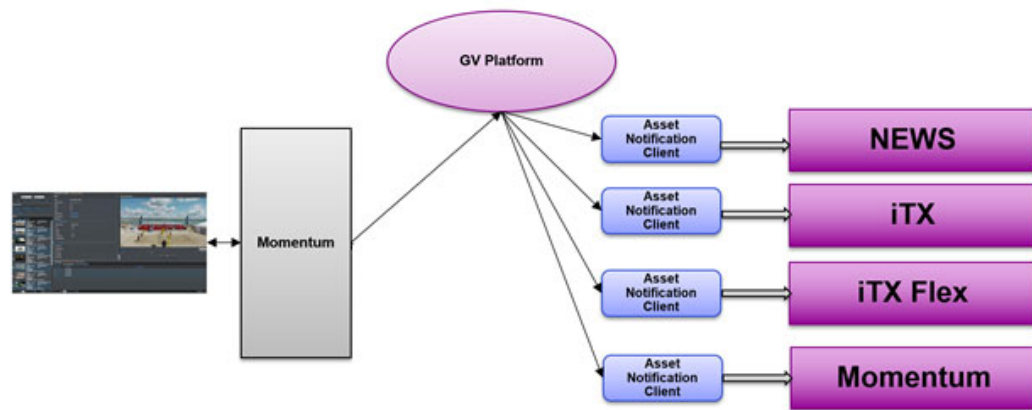 GV Platform
Asset
Notification
Client
NEWS
Asset
Notification
Client
iTX
Momentum
Asset
Notification
Client
iTX Flex
Asset
Notification
Client
Momentum